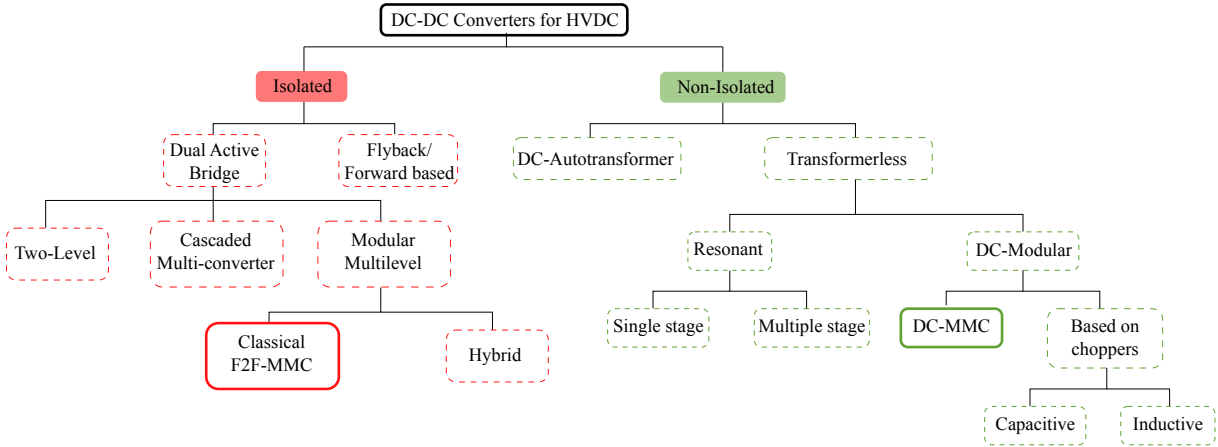 DC-DC Converters for HVDC
Isolated
Non-Isolated
Dual Active
Bridge
Flyback/
Forward based
DC-Autotransformer
Transformerless
Two-Level
Cascaded
Multi-converter
Modular
Multilevel
Resonant
DC-Modular
Classical
F2F-MMC
Hybrid
Single stage
Multiple stage
DC-MMC
Based on
choppers
Capacitive
Inductive